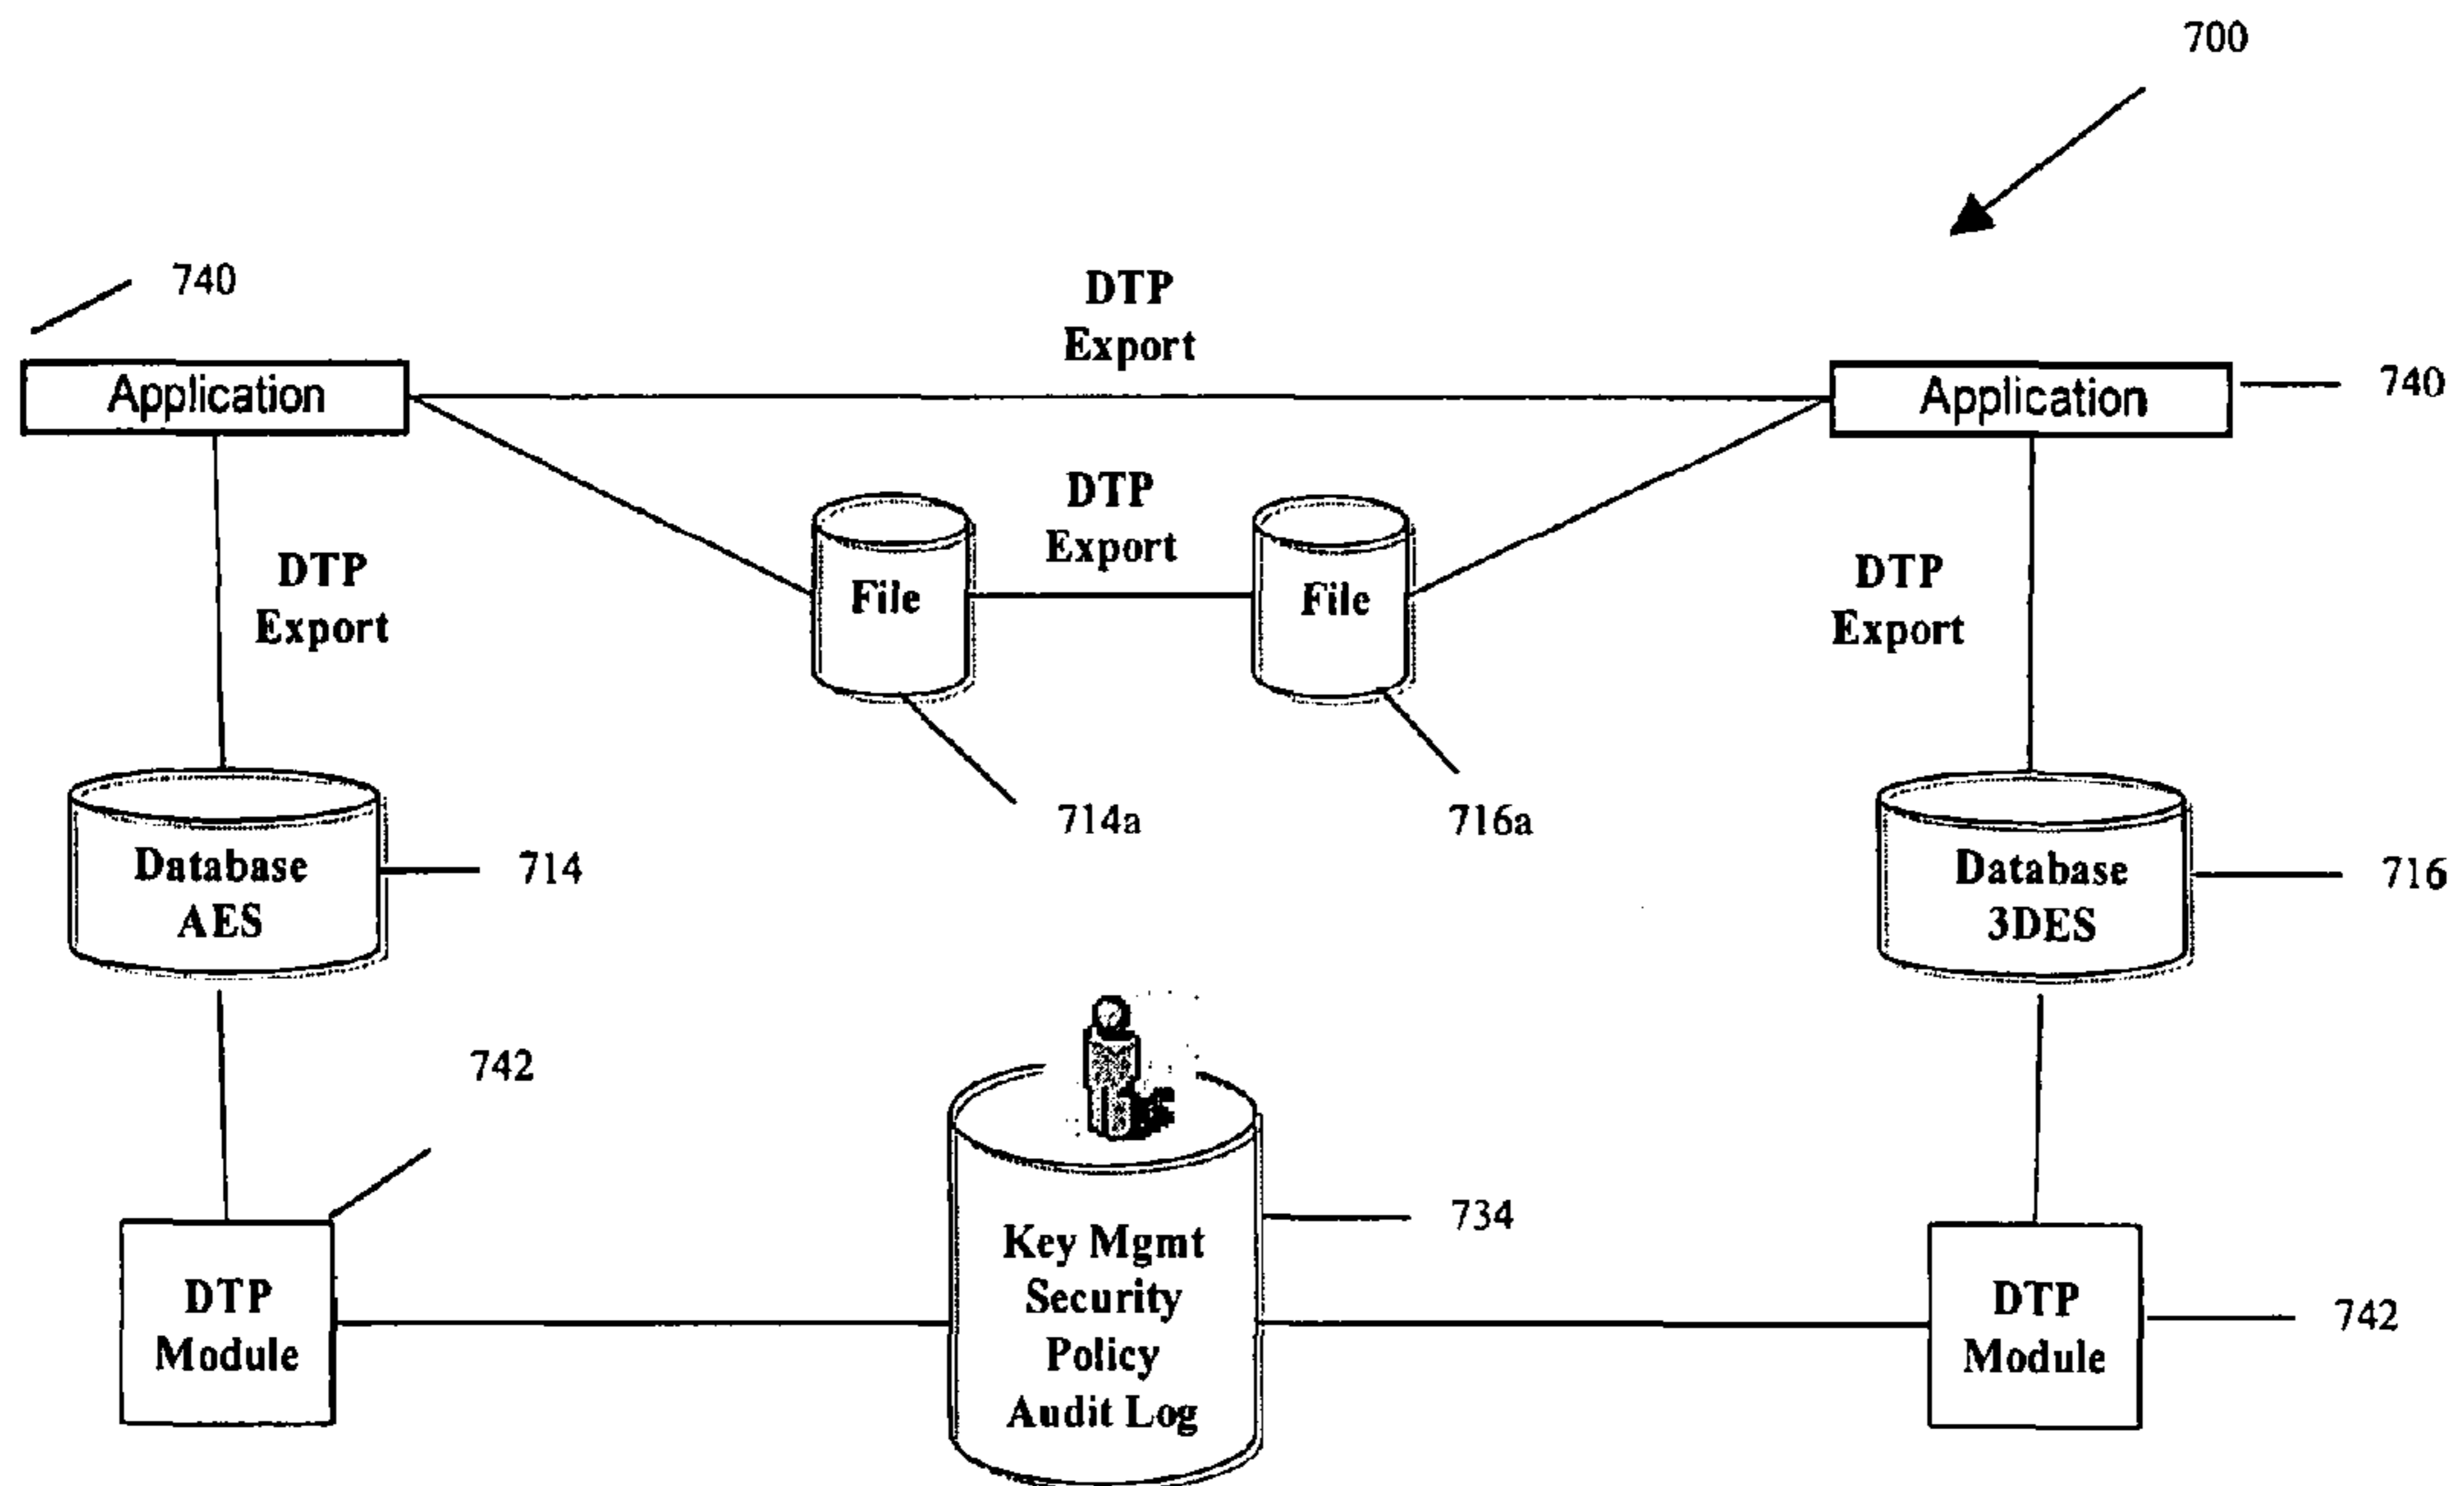 700
740
DTP
Export
Application
Application
740
DTP
Export
DTP
Export
DTP
Export
File
File
714a
716a
Database
AES
714
Database
3DES
716
742
734
Key Mgmt
Security
Policy
Audit Log
DTP
Module
DTP
Module
742